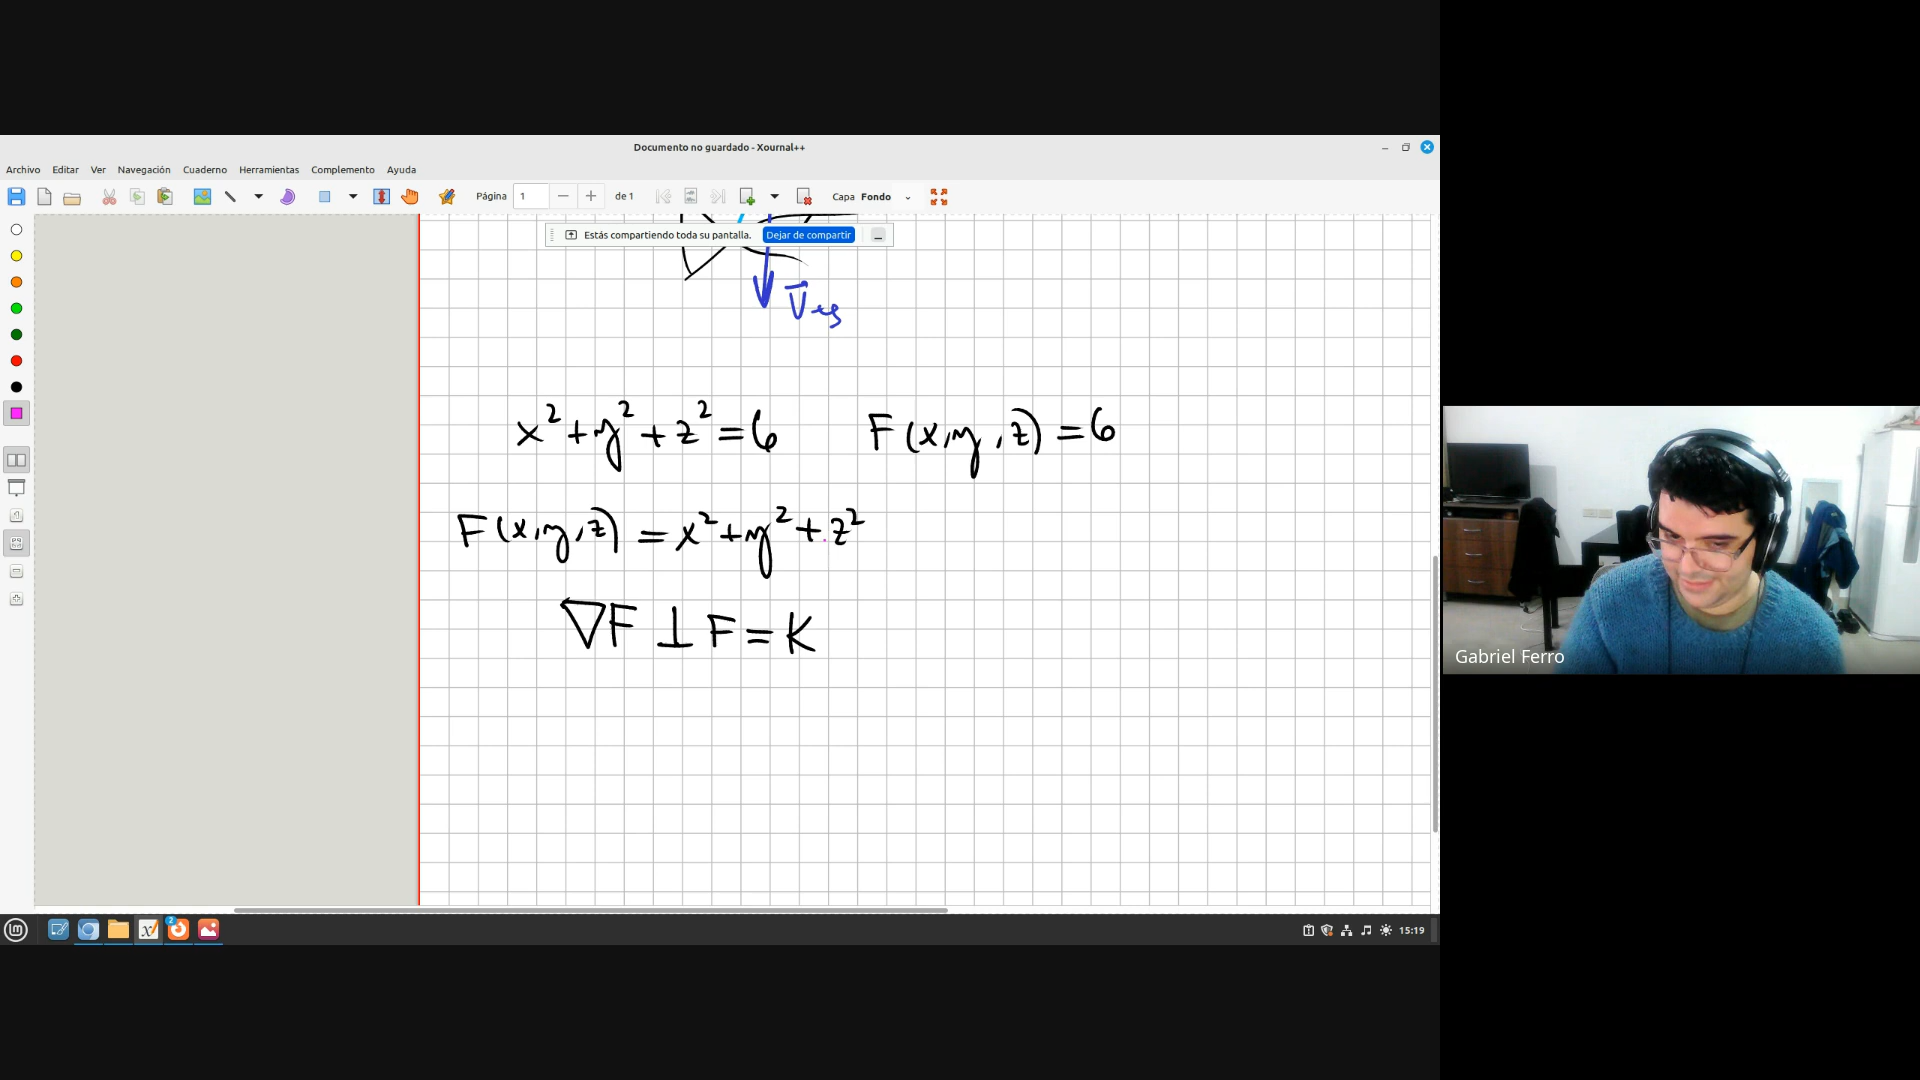 Documento no guardado - Xournal++
Archivo Editar Ver Navegación Cuaderno Herramientas Complemento Ayuda
Página 1 de 1 Capa Fondo
Estás compartiendo toda su pantalla. Dejar de compartir
x² + y² + z² = 6 F(x,y,z) = 6
F(x,y,z) = x² + y² + z²
∇F ⊥ F = K
Gabriel Ferro
2
15:19